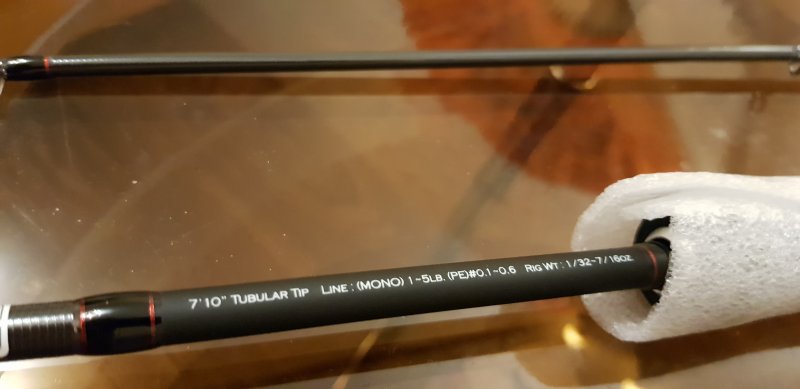 7'10" TUBULAR TIP LINE : (MONO) 1~5LB. (PE)#0.1~0.6 RIG WT : 1/32~7/16OZ.